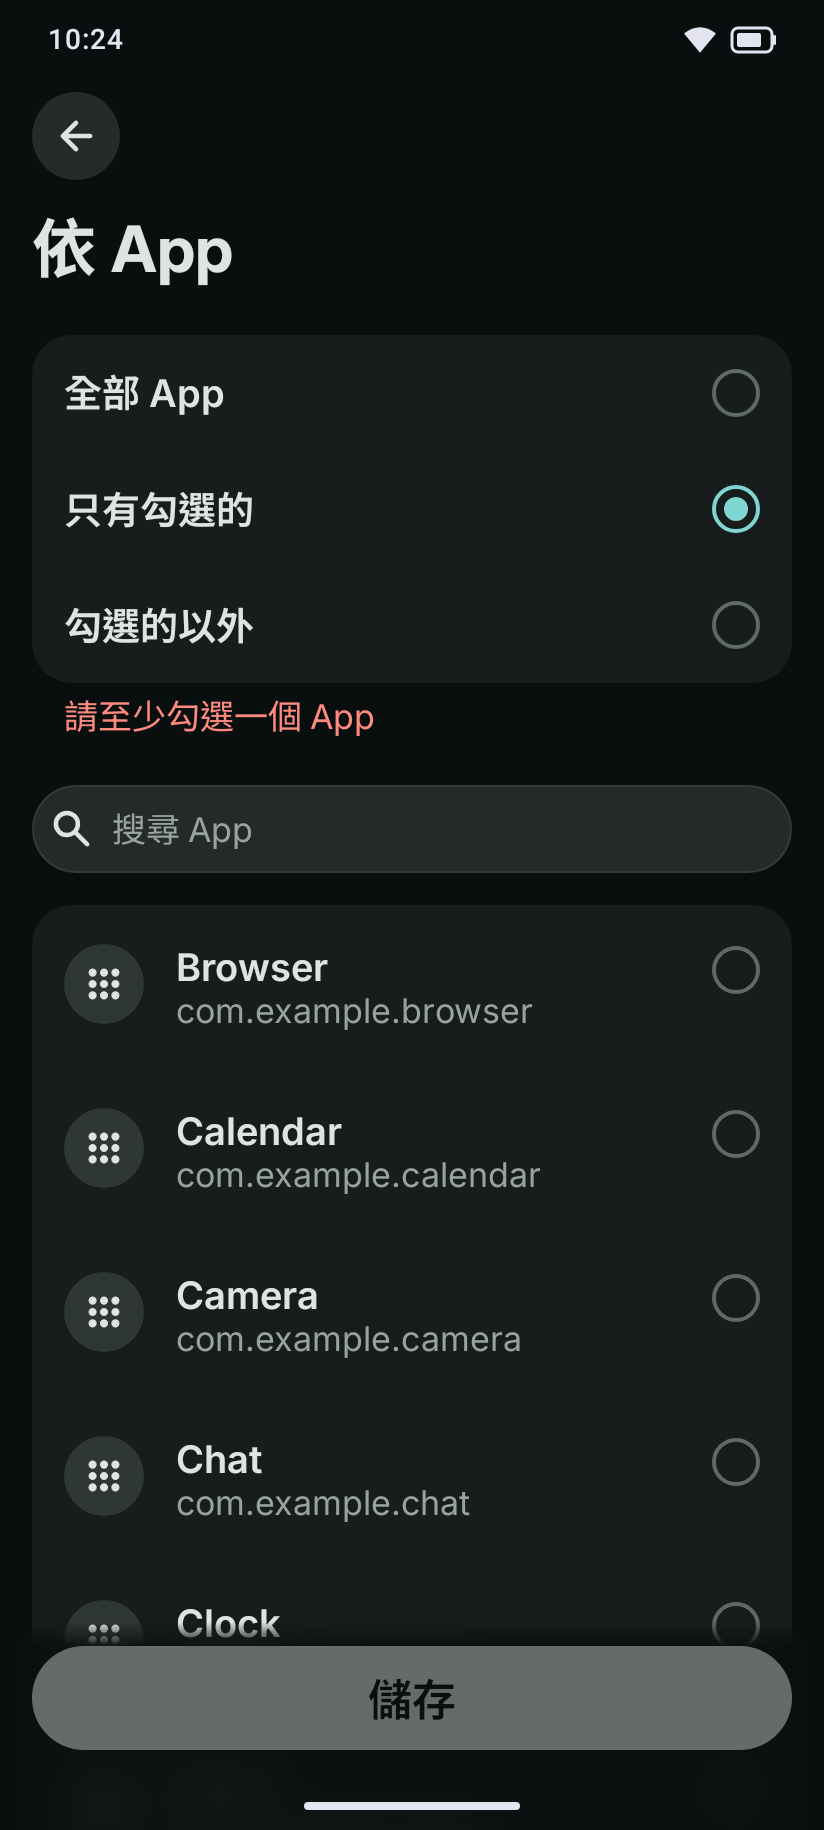 10:24
依 App
全部 App
只有勾選的
勾選的以外
請至少勾選一個 App
搜尋 App
Browser
com.example.browser
Calendar
com.example.calendar
Camera
com.example.camera
Chat
com.example.chat
Clock
儲存